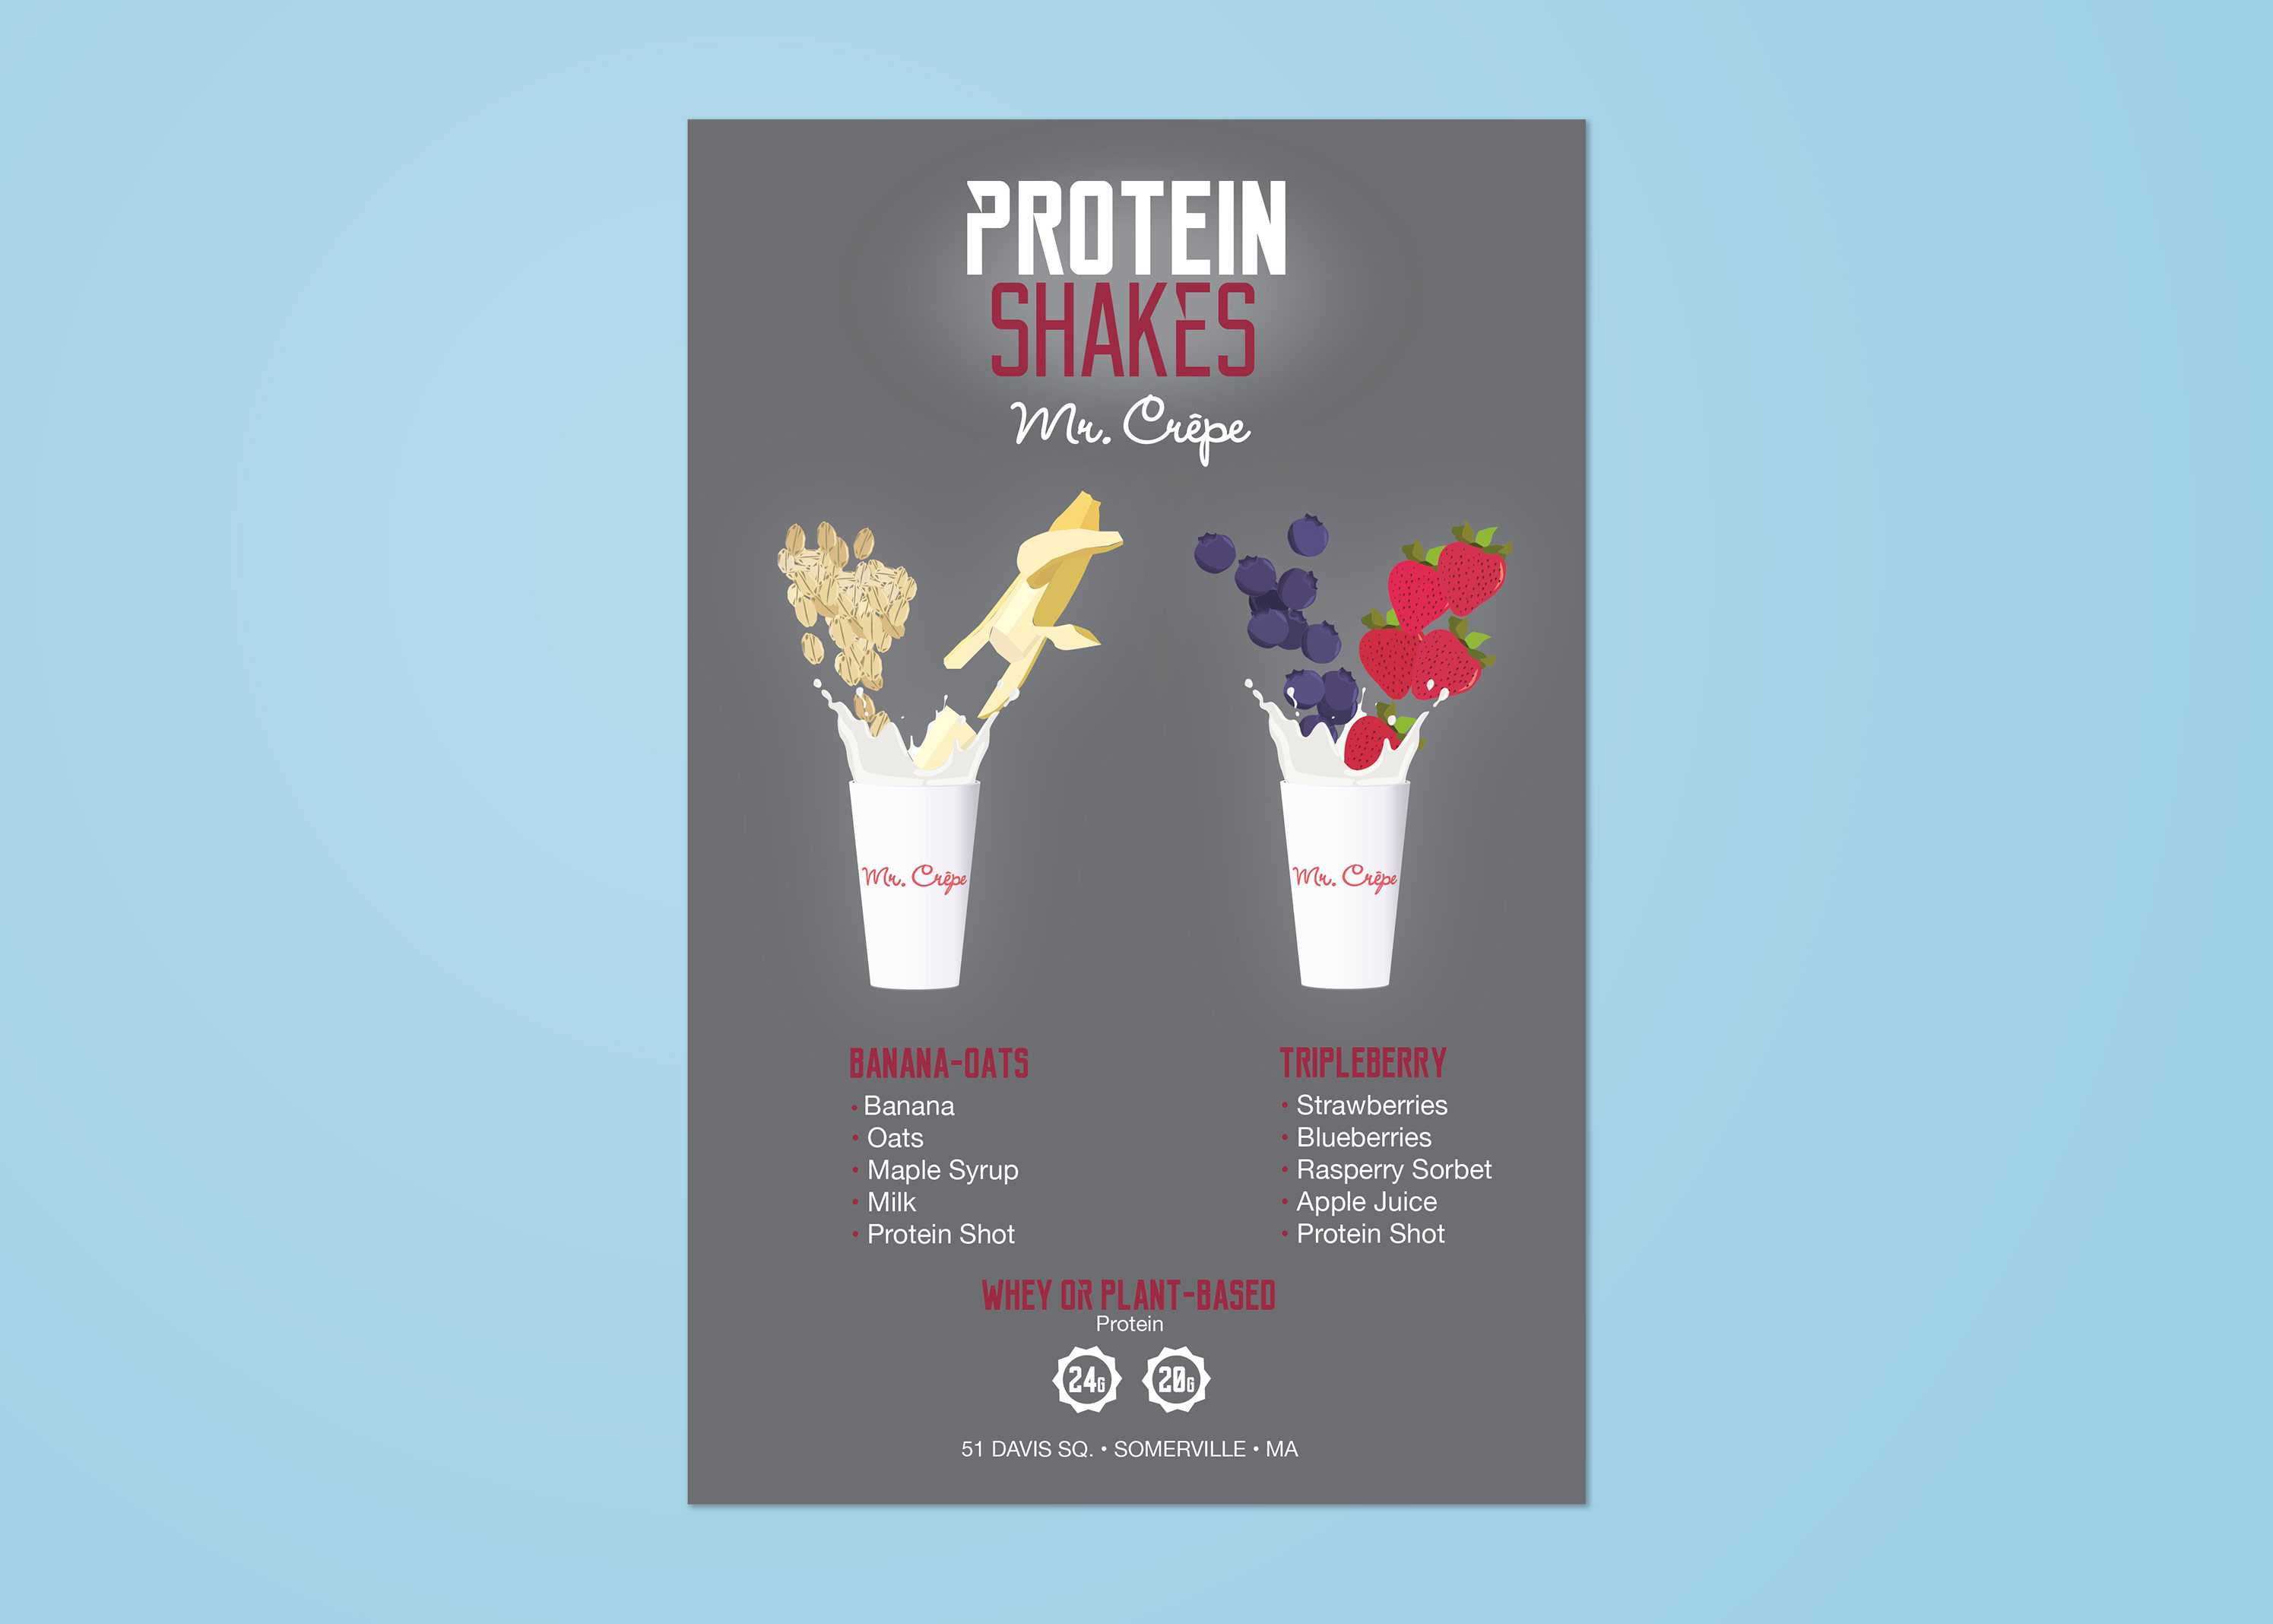 PROTEIN
SHAKES
Mr. Crêpe
Mr. Crêpe
Mr. Crêpe
BANANA-OATS
• Banana
• Oats
• Maple Syrup
• Milk
• Protein Shot
TRIPLEBERRY
• Strawberries
• Blueberries
• Rasperry Sorbet
• Apple Juice
• Protein Shot
WHEY OR PLANT-BASED
Protein
24G 20G
51 DAVIS SQ. • SOMERVILLE • MA